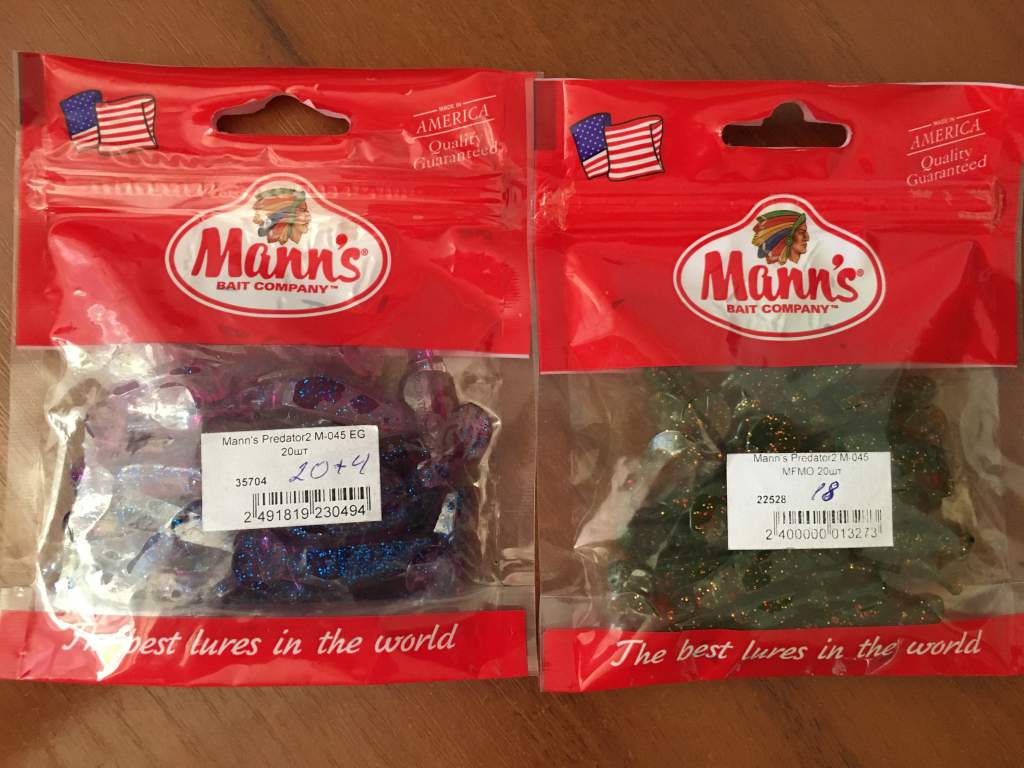 MADE IN
AMERICA
Quality
Guaranteed
Mann's®
BAIT COMPANY™
Mann's Predator2 M-045 EG
20шт
20+4
35704
2 491819 230494
The best lures in the world
MADE IN
AMERICA
Quality
Guaranteed
Mann's®
BAIT COMPANY™
Mann's Predator2 M-045
MFMO 20шт
18
22528
2 400000 013273
The best lures in the world